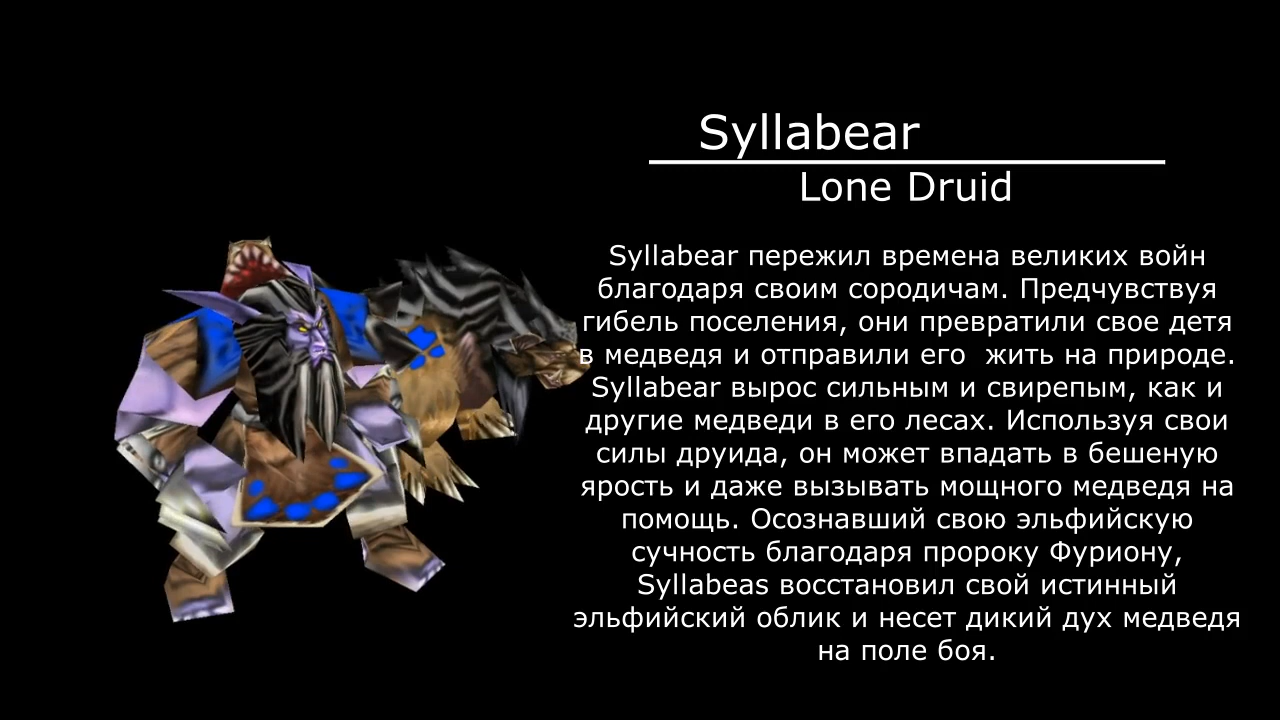 Syllabear
Lone Druid
Syllabear пережил времена великих войн
благодаря своим сородичам. Предчувствуя
гибель поселения, они превратили свое детя
в медведя и отправили его  жить на природе.
Syllabear вырос сильным и свирепым, как и
другие медведи в его лесах. Используя свои
силы друида, он может впадать в бешеную
ярость и даже вызывать мощного медведя на
помощь. Осознавший свою эльфийскую
сучность благодаря пророку Фуриону,
Syllabeas восстановил свой истинный
эльфийский облик и несет дикий дух медведя
на поле боя.